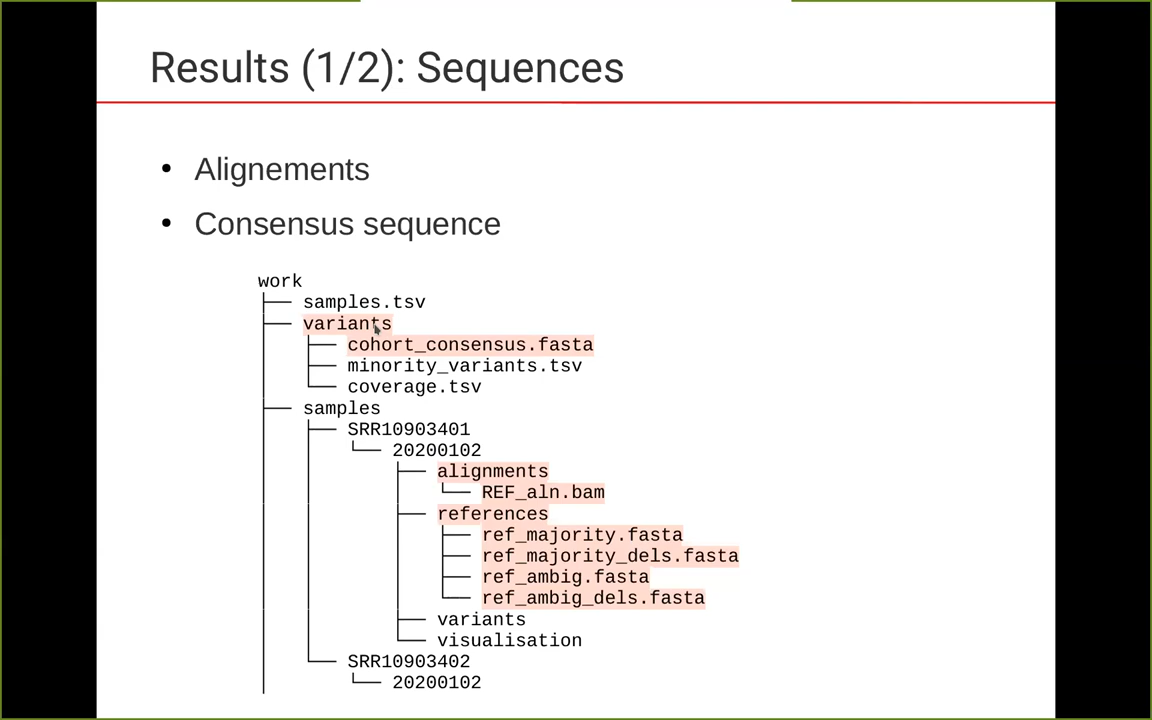 Results (1/2): Sequences
• Alignements
• Consensus sequence
work
├── samples.tsv
├── variants
│   ├── cohort_consensus.fasta
│   ├── minority_variants.tsv
│   └── coverage.tsv
├── samples
│   ├── SRR10903401
│   │   └── 20200102
│   │       ├── alignments
│   │       │   └── REF_aln.bam
│   │       ├── references
│   │       │   ├── ref_majority.fasta
│   │       │   ├── ref_majority_dels.fasta
│   │       │   ├── ref_ambig.fasta
│   │       │   └── ref_ambig_dels.fasta
│   │       ├── variants
│   │       └── visualisation
│   └── SRR10903402
│       └── 20200102